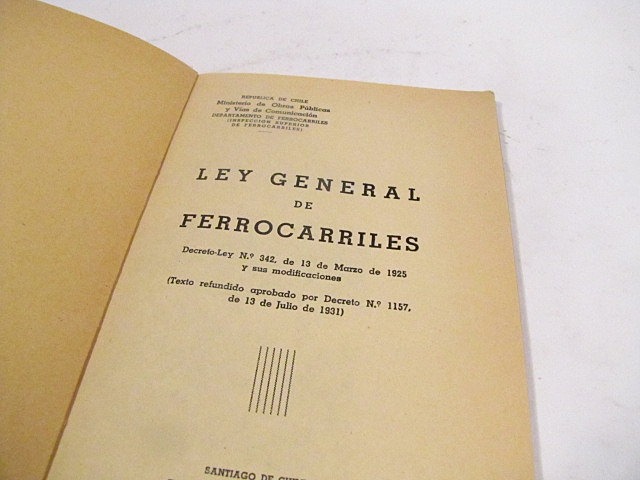 REPUBLICA DE CHILE
Ministerio de Obras Públicas
y Vías de Comunicación
DEPARTAMENTO DE FERROCARRILES
(INSPECCION SUPERIOR
DE FERROCARRILES)
LEY GENERAL
DE
FERROCARRILES
Decreto-Ley N.º 342, de 13 de Marzo de 1925
y sus modificaciones
(Texto refundido aprobado por Decreto N.º 1157,
de 13 de Julio de 1931)
SANTIAGO DE